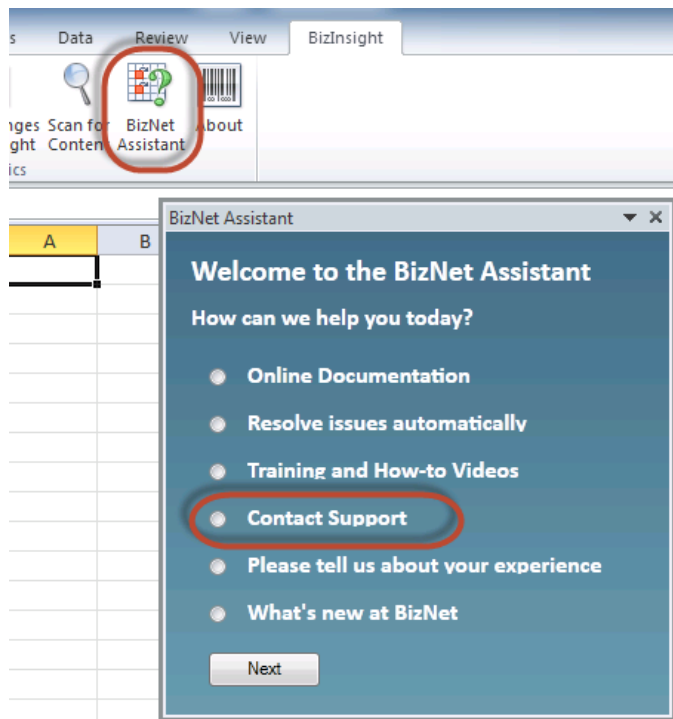 s Data Review View BizInsight
nges Scan for BizNet About
ght Content Assistant
ics
BizNet Assistant
A B
Welcome to the BizNet Assistant
How can we help you today?
Online Documentation
Resolve issues automatically
Training and How-to Videos
Contact Support
Please tell us about your experience
What's new at BizNet
Next